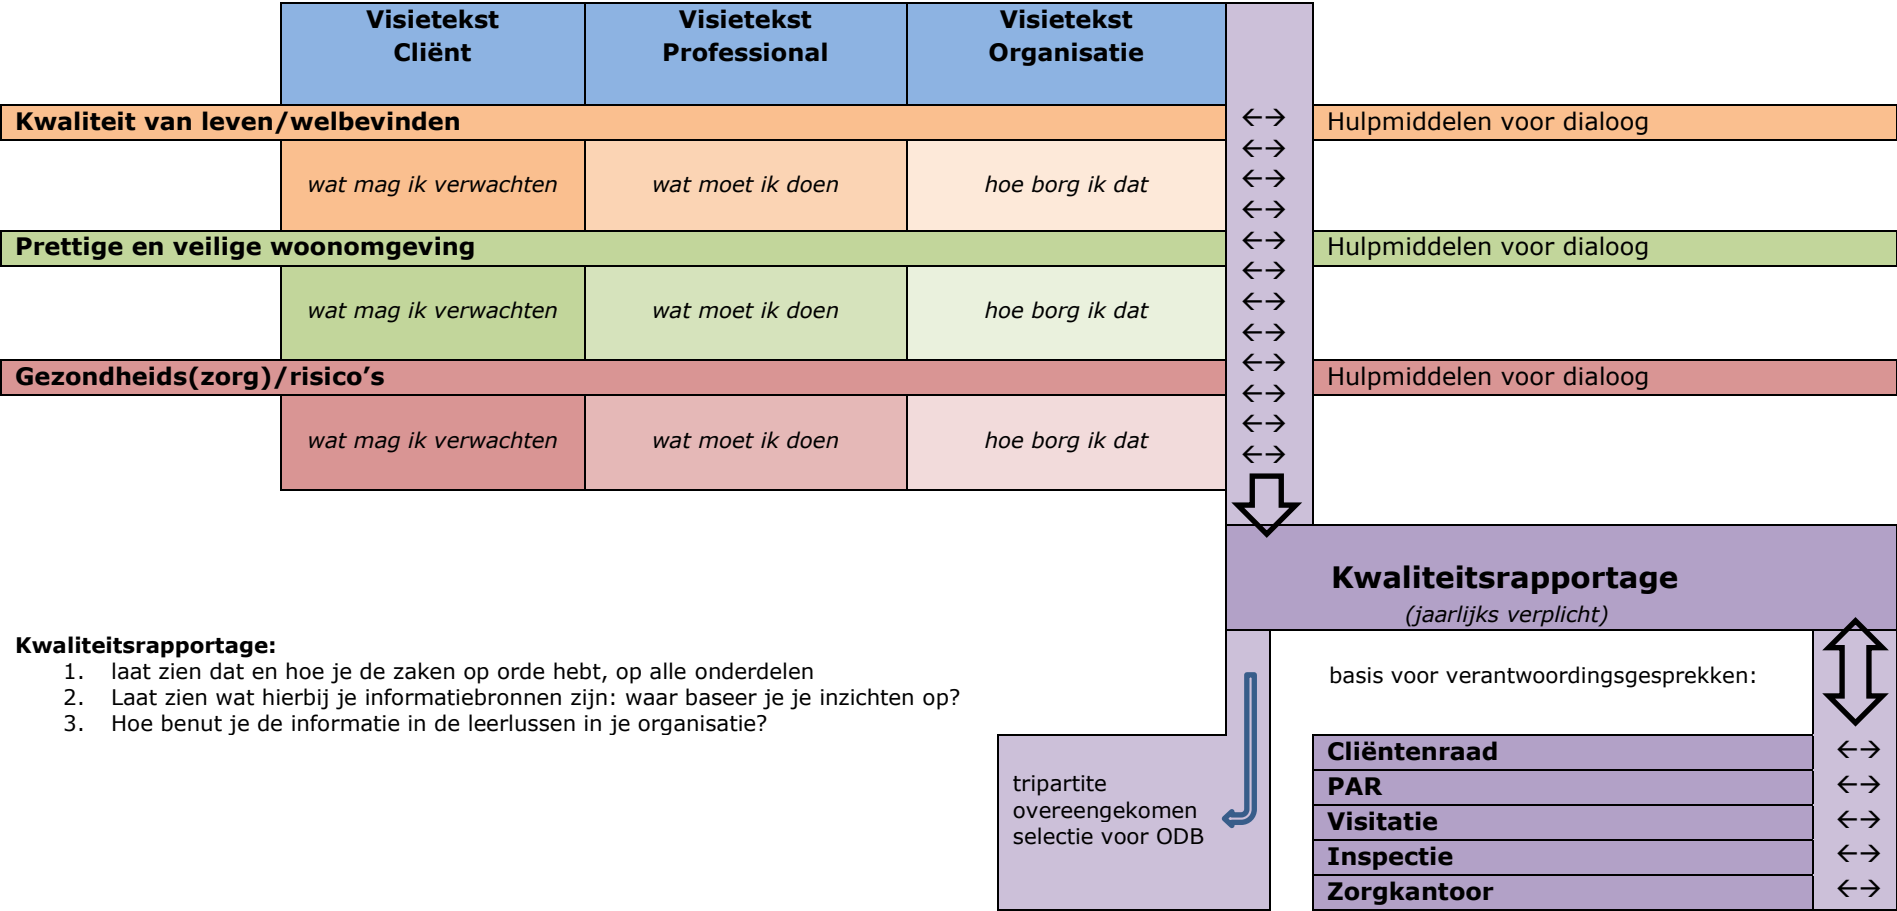 Visietekst
Cliënt
Visietekst
Professional
Visietekst
Organisatie
Kwaliteit van leven/welbevinden
←→
Hulpmiddelen voor dialoog
←→
wat mag ik verwachten
wat moet ik doen
hoe borg ik dat
←→
←→
Prettige en veilige woonomgeving
←→
Hulpmiddelen voor dialoog
←→
wat mag ik verwachten
wat moet ik doen
hoe borg ik dat
←→
←→
Gezondheids(zorg)/risico’s
←→
Hulpmiddelen voor dialoog
←→
wat mag ik verwachten
wat moet ik doen
hoe borg ik dat
←→
←→
Kwaliteitsrapportage
(jaarlijks verplicht)
Kwaliteitsrapportage:
1. laat zien dat en hoe je de zaken op orde hebt, op alle onderdelen
2. Laat zien wat hierbij je informatiebronnen zijn: waar baseer je je inzichten op?
3. Hoe benut je de informatie in de leerlussen in je organisatie?
basis voor verantwoordingsgesprekken:
tripartite
overeengekomen
selectie voor ODB
Cliëntenraad ←→
PAR ←→
Visitatie ←→
Inspectie ←→
Zorgkantoor ←→